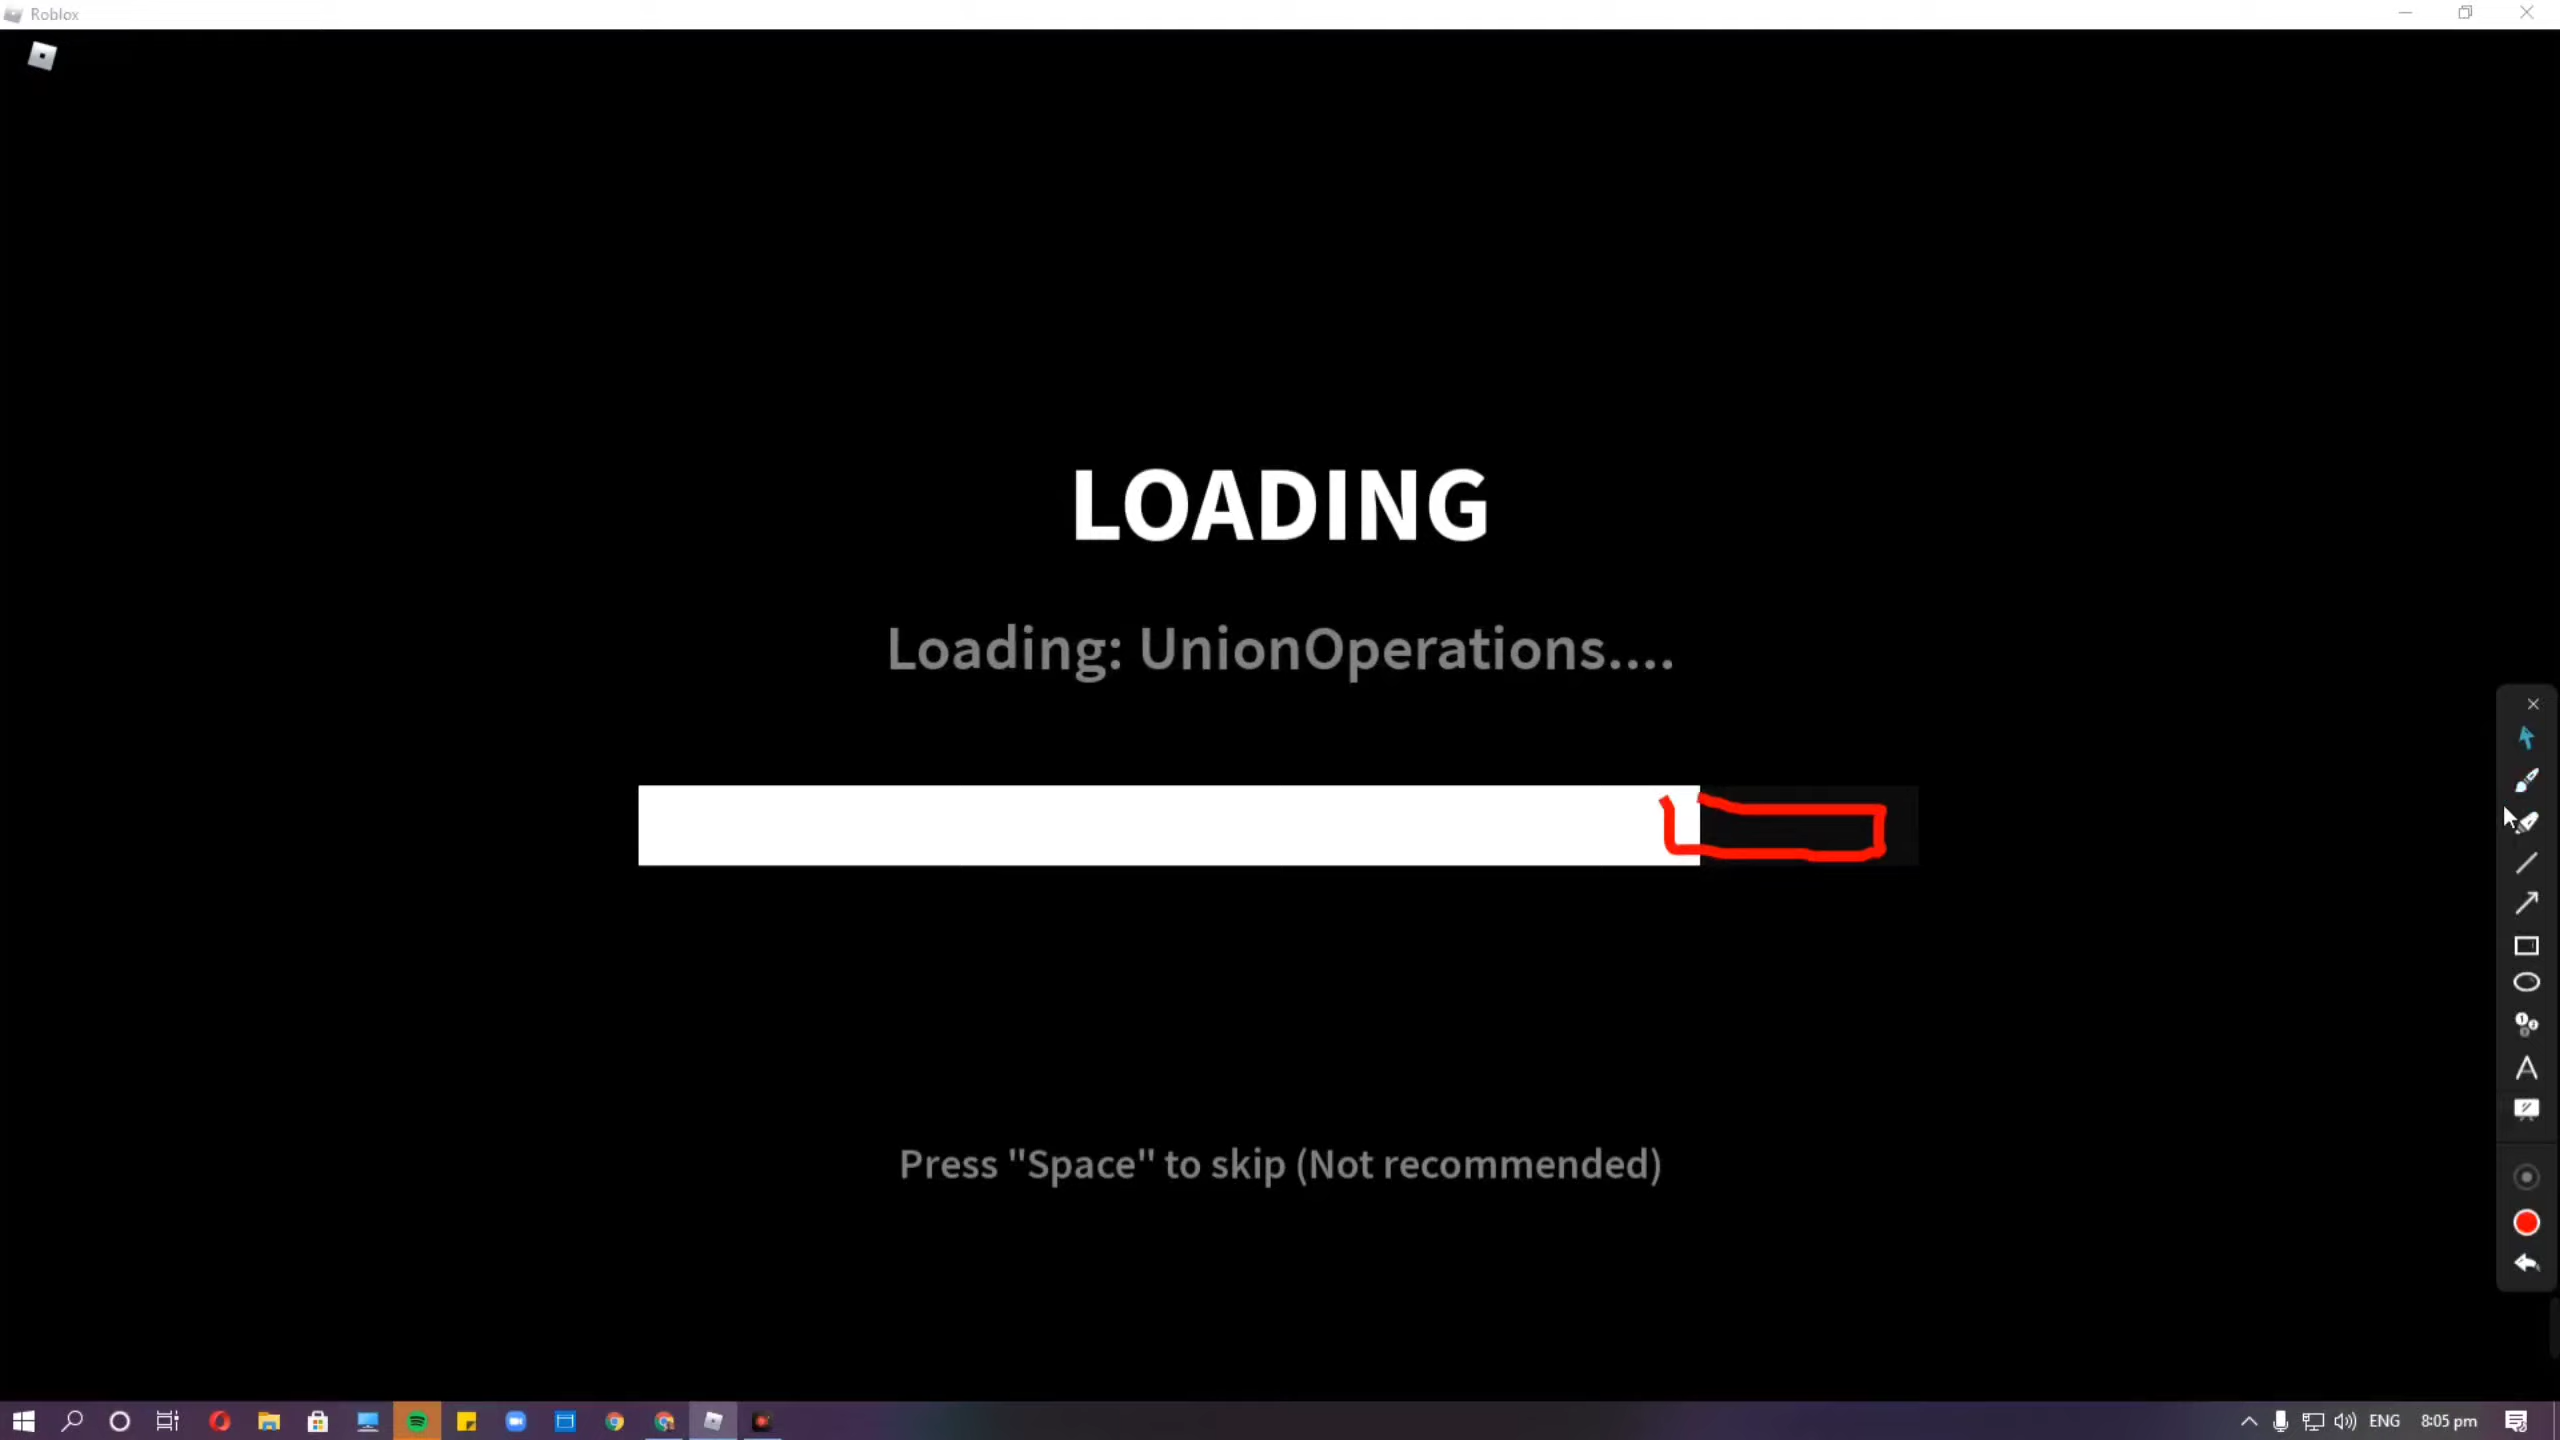 Roblox
LOADING
Loading: UnionOperations....
Press "Space" to skip (Not recommended)
ENG
8:05 pm